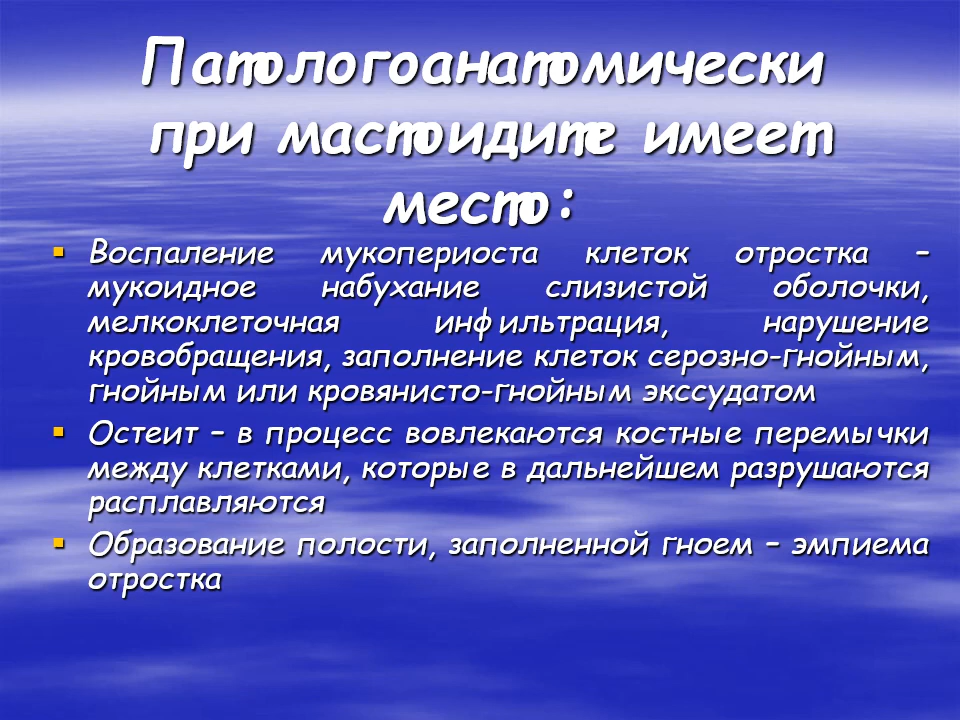 Патологоанатомически
при мастоидите имеет
место:
Воспаление мукопериоста клеток отростка –
мукоидное набухание слизистой оболочки,
мелкоклеточная инфильтрация, нарушение
кровобращения, заполнение клеток серозно-гнойным,
гнойным или кровянисто-гнойным экссудатом
Остеит – в процесс вовлекаются костные перемычки
между клетками, которые в дальнейшем разрушаются
расплавляются
Образование полости, заполненной гноем – эмпиема
отростка